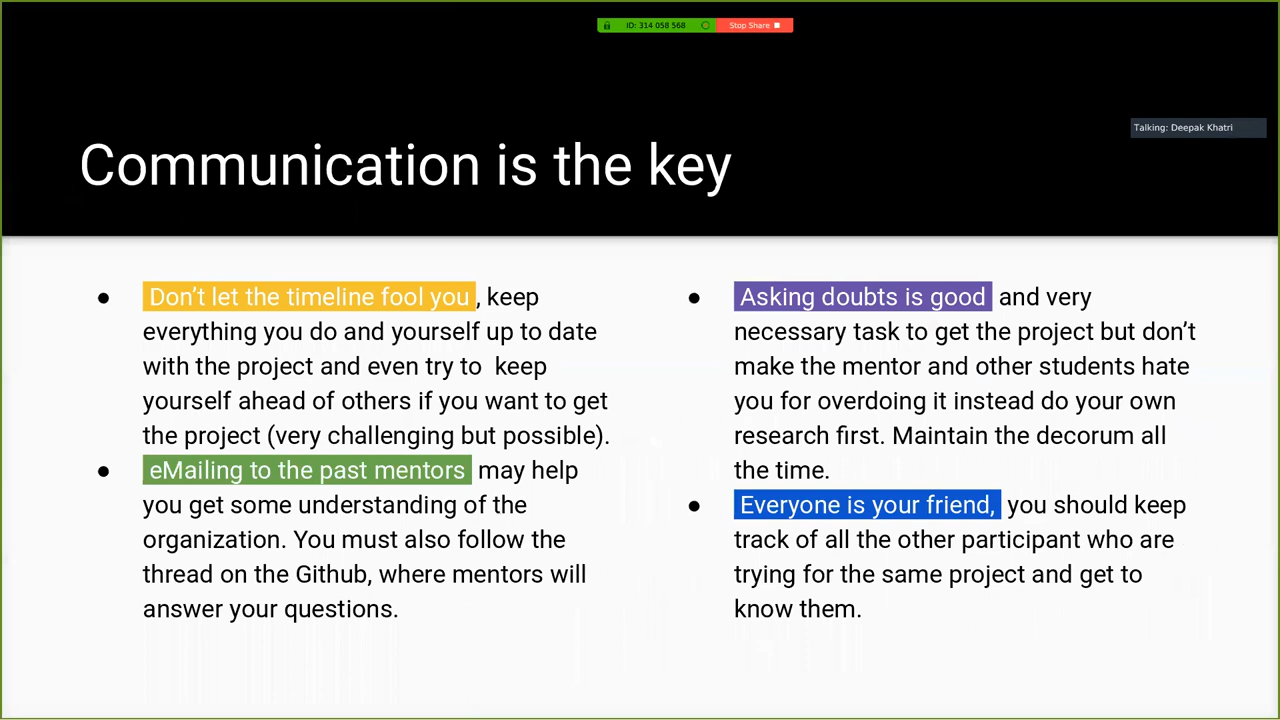 ID: 314 058 568 Stop Share
Talking: Deepak Khatri
Communication is the key
● Don’t let the timeline fool you , keep
everything you do and yourself up to date
with the project and even try to  keep
yourself ahead of others if you want to get
the project (very challenging but possible).
● eMailing to the past mentors may help
you get some understanding of the
organization. You must also follow the
thread on the Github, where mentors will
answer your questions.
● Asking doubts is good and very
necessary task to get the project but don’t
make the mentor and other students hate
you for overdoing it instead do your own
research first. Maintain the decorum all
the time.
● Everyone is your friend, you should keep
track of all the other participant who are
trying for the same project and get to
know them.